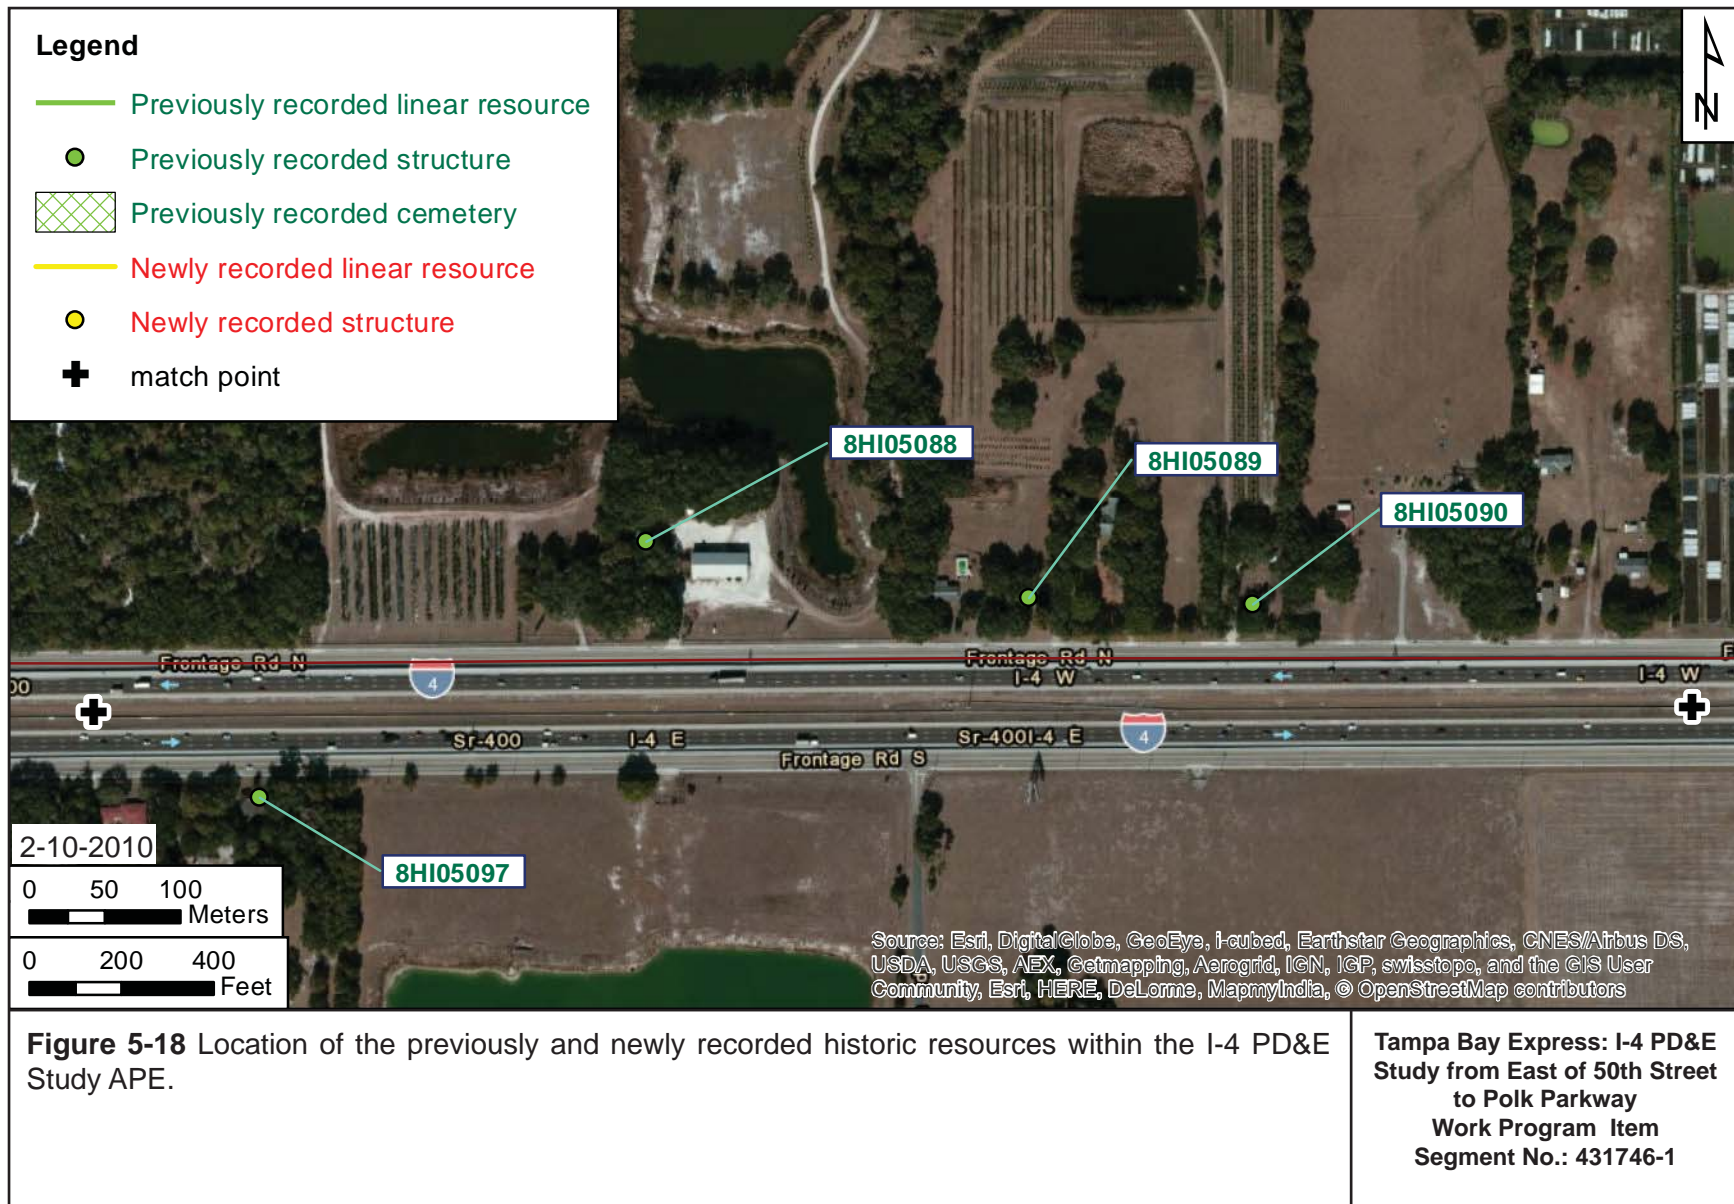 Legend
Previously recorded linear resource
Previously recorded structure
Previously recorded cemetery
Newly recorded linear resource
Newly recorded structure
match point
N
8HI05088
8HI05089
8HI05090
Frontage Rd N
Frontage Rd N
F
00
4
I-4 W
I-4 W
Sr-400
I-4 E
Sr-400I-4 E
4
Frontage Rd S
8HI05097
2-10-2010
0 50 100
Meters
0 200 400
Feet
Source: Esri, DigitalGlobe, GeoEye, i-cubed, Earthstar Geographics, CNES/Airbus DS,
USDA, USGS, AEX, Getmapping, Aerogrid, IGN, IGP, swisstopo, and the GIS User
Community, Esri, HERE, DeLorme, MapmyIndia, © OpenStreetMap contributors
Figure 5-18 Location of the previously and newly recorded historic resources within the I-4 PD&E
Study APE.
Tampa Bay Express: I-4 PD&E
Study from East of 50th Street
to Polk Parkway
Work Program Item
Segment No.: 431746-1